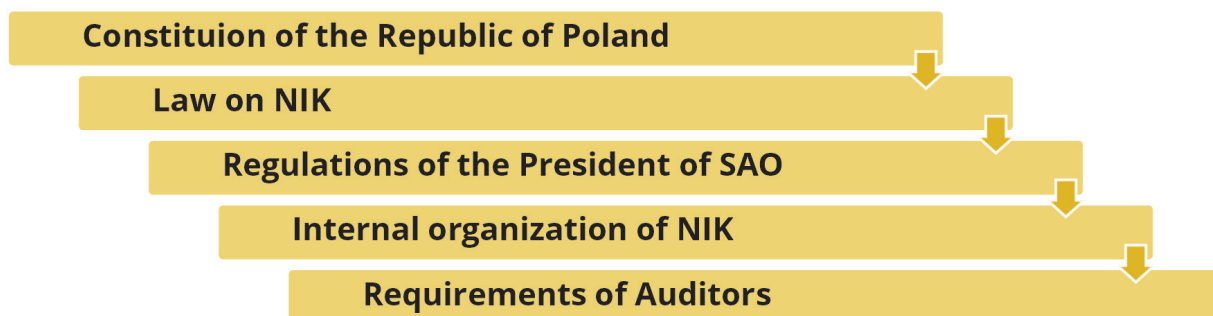 Constituion of the Republic of Poland
Law on NIK
Regulations of the President of SAO
Internal organization of NIK
Requirements of Auditors